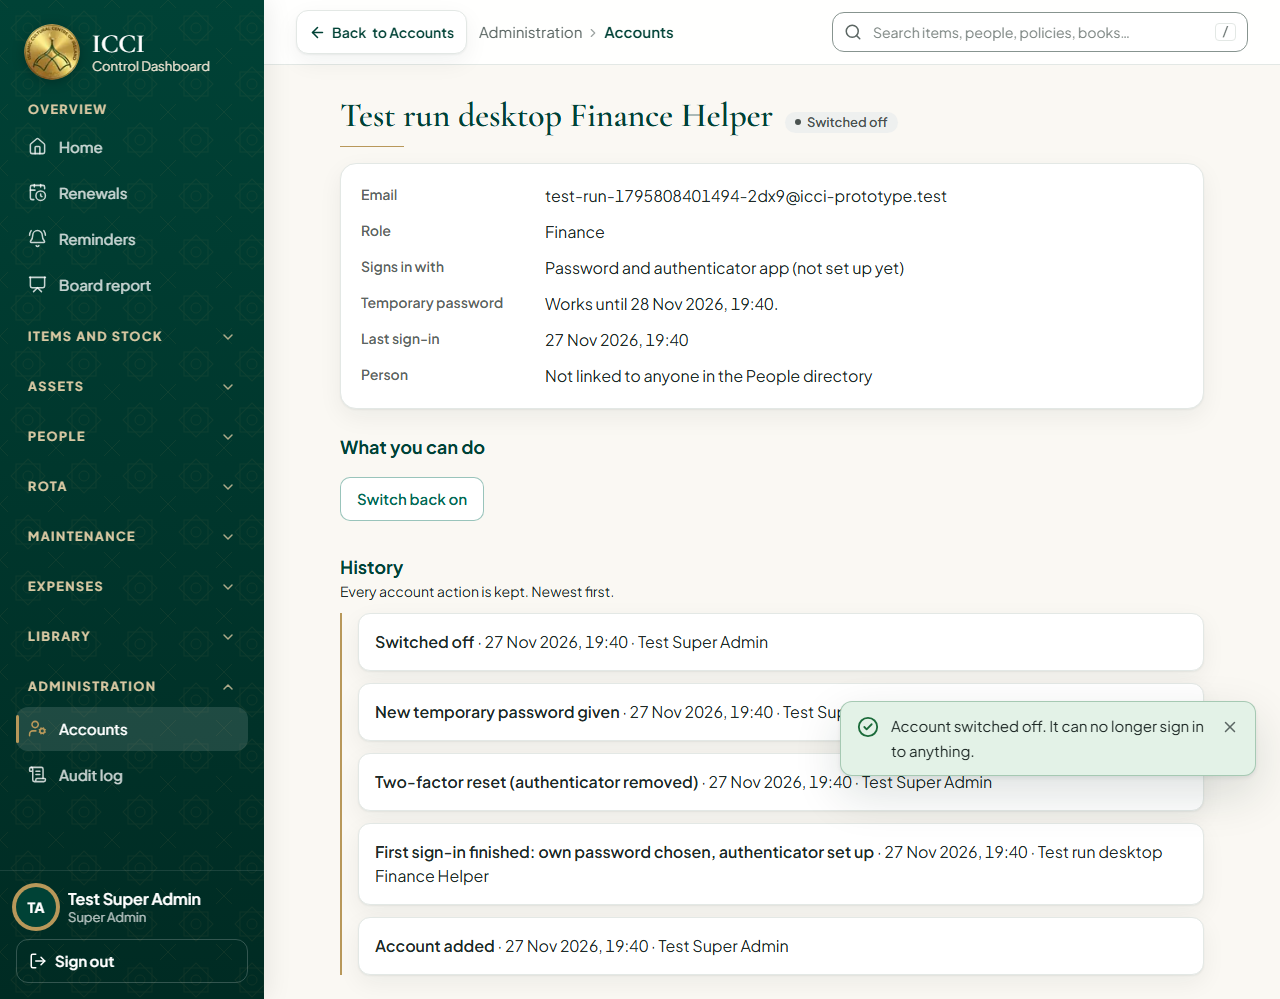 ICCI
Control Dashboard
OVERVIEW
Home
Renewals
Reminders
Board report
ITEMS AND STOCK
ASSETS
PEOPLE
ROTA
MAINTENANCE
EXPENSES
LIBRARY
ADMINISTRATION
Accounts
Audit log
TA
Test Super Admin
Super Admin
Sign out
Back to Accounts
Administration > Accounts
Search items, people, policies, books…
/
Test run desktop Finance Helper
Switched off
Email test-run-1795808401494-2dx9@icci-prototype.test
Role Finance
Signs in with Password and authenticator app (not set up yet)
Temporary password Works until 28 Nov 2026, 19:40.
Last sign-in 27 Nov 2026, 19:40
Person Not linked to anyone in the People directory
What you can do
Switch back on
History
Every account action is kept. Newest first.
Switched off · 27 Nov 2026, 19:40 · Test Super Admin
New temporary password given · 27 Nov 2026, 19:40 · Test
Account switched off. It can no longer sign in
to anything.
Two-factor reset (authenticator removed) · 27 Nov 2026, 19:40 · Test Super Admin
First sign-in finished: own password chosen, authenticator set up · 27 Nov 2026, 19:40 · Test run desktop
Finance Helper
Account added · 27 Nov 2026, 19:40 · Test Super Admin